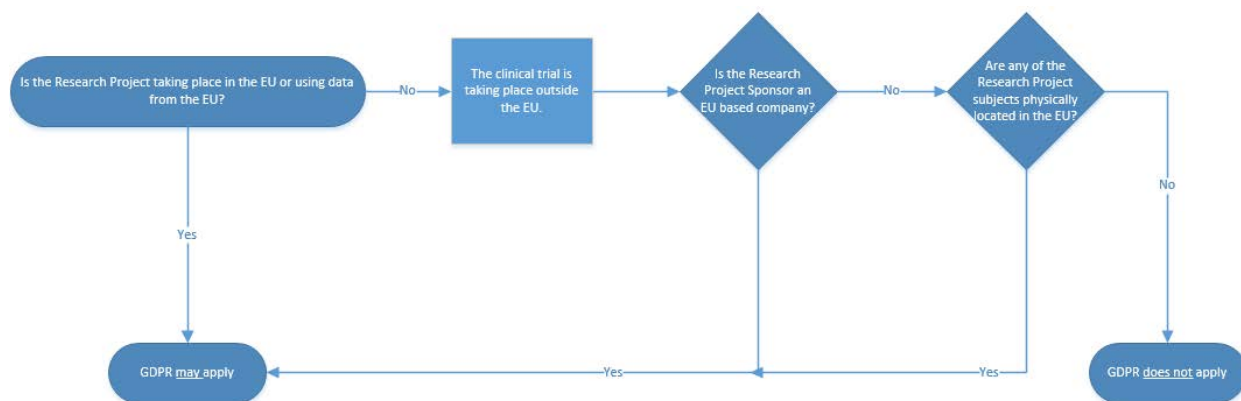 Is the Research Project taking place in the EU or using data
from the EU?
No
The clinical trial is
taking place outside
the EU.
Is the Research
Project Sponsor an
EU based company?
No
Are any of the
Research Project
subjects physically
located in the EU?
No
Yes
GDPR may apply
Yes
Yes
GDPR does not apply